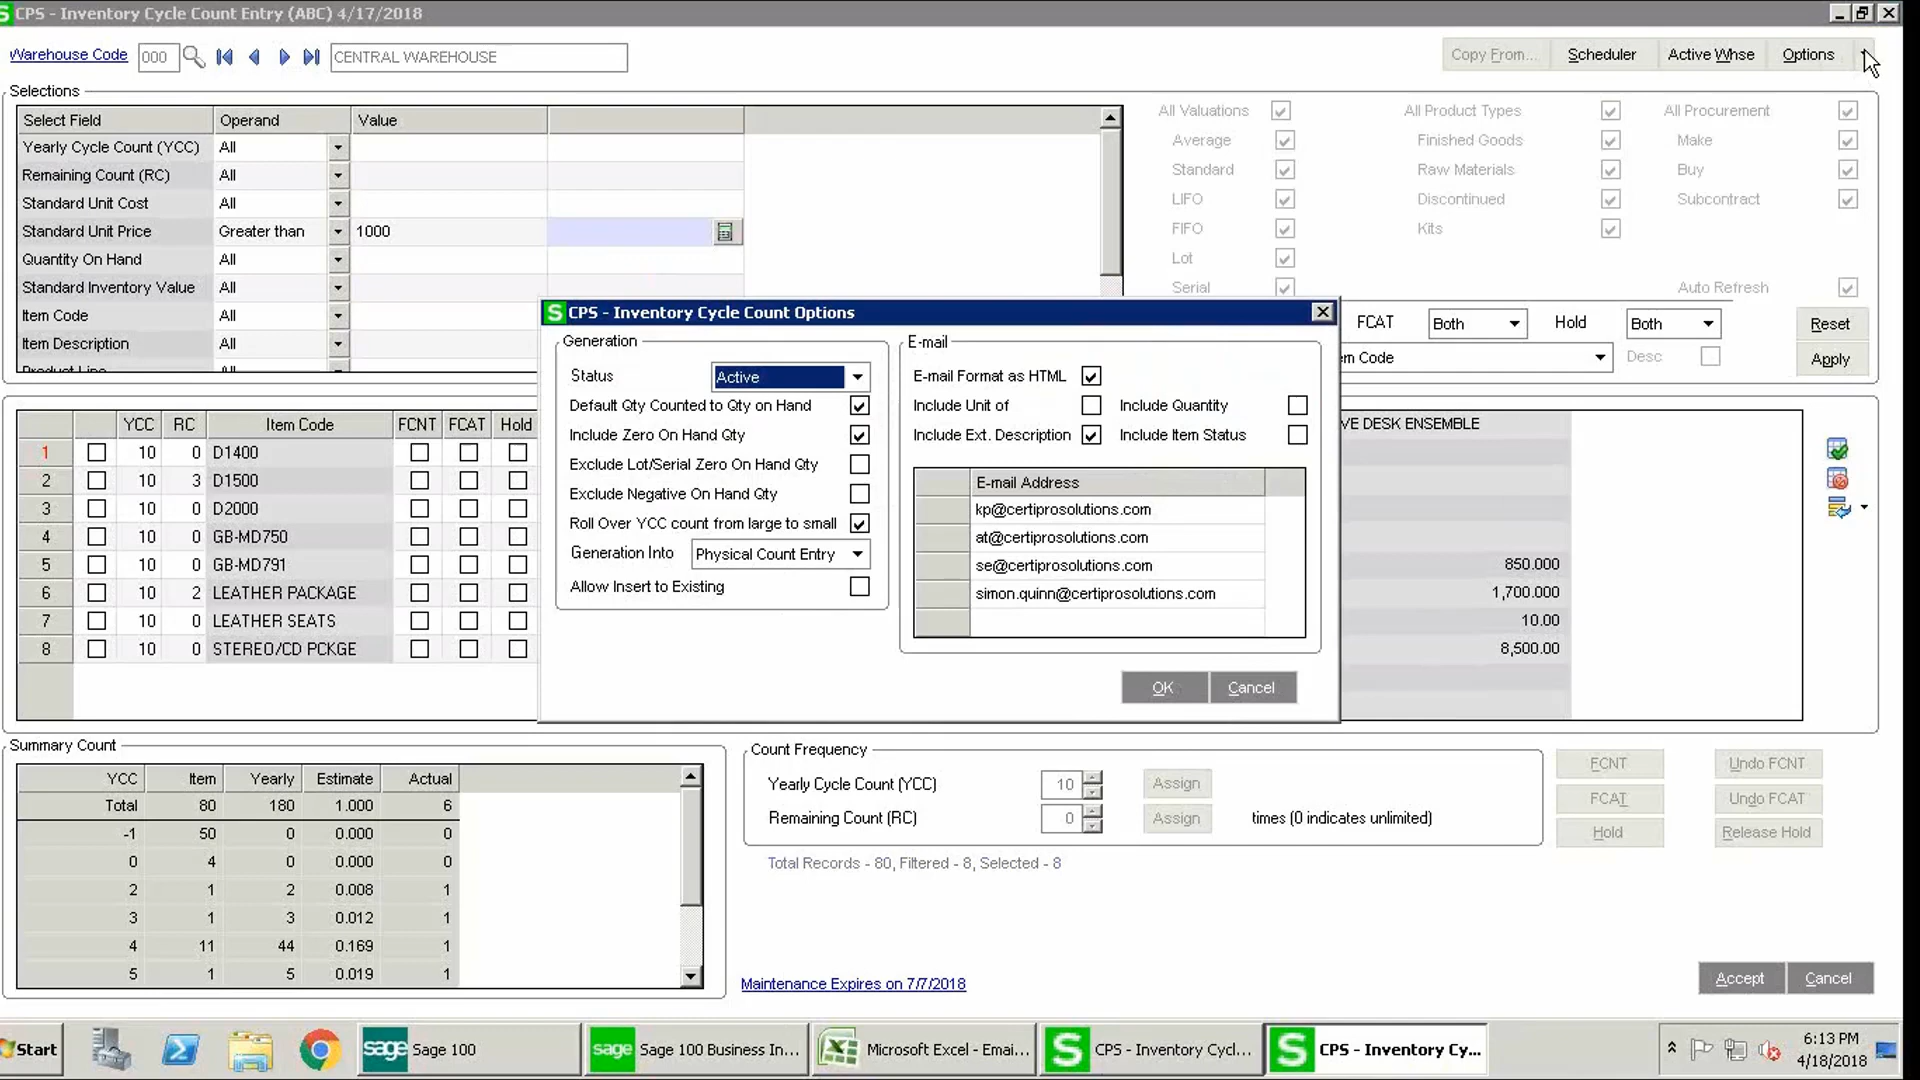 CPS - Inventory Cycle Count Entry (ABC) 4/17/2018
Warehouse Code 000 CENTRAL WAREHOUSE Copy From... Scheduler Active Whse Options
Selections
Select Field Operand Value
Yearly Cycle Count (YCC) All
Remaining Count (RC) All
Standard Unit Cost All
Standard Unit Price Greater than 1000
Quantity On Hand All
Standard Inventory Value All
Item Code All
Item Description All
Product Line All
All Valuations All Product Types All Procurement
Average Finished Goods Make
Standard Raw Materials Buy
LIFO Discontinued Subcontract
FIFO Kits
Lot
Serial Auto Refresh
FCAT Both Hold Both Reset
m Code Desc Apply
CPS - Inventory Cycle Count Options
Generation
Status Active
Default Qty Counted to Qty on Hand
Include Zero On Hand Qty
Exclude Lot/Serial Zero On Hand Qty
Exclude Negative On Hand Qty
Roll Over YCC count from large to small
Generation Into Physical Count Entry
Allow Insert to Existing
E-mail
E-mail Format as HTML
Include Unit of Include Quantity
Include Ext. Description Include Item Status
E-mail Address
kp@certiprosolutions.com
at@certiprosolutions.com
se@certiprosolutions.com
simon.quinn@certiprosolutions.com
OK Cancel
YCC RC Item Code FCNT FCAT Hold
1 10 0 D1400
2 10 3 D1500
3 10 0 D2000
4 10 0 GB-MD750
5 10 0 GB-MD791
6 10 2 LEATHER PACKAGE
7 10 0 LEATHER SEATS
8 10 0 STEREO/CD PCKGE
VE DESK ENSEMBLE
850.000
1,700.000
10.00
8,500.00
Summary Count
YCC Item Yearly Estimate Actual
Total 80 180 1.000 6
-1 50 0 0.000 0
0 4 0 0.000 0
2 1 2 0.008 1
3 1 3 0.012 1
4 11 44 0.169 1
5 1 5 0.019 1
Count Frequency
Yearly Cycle Count (YCC) 10 Assign
Remaining Count (RC) 0 Assign times (0 indicates unlimited)
Total Records - 80, Filtered - 8, Selected - 8
FCNT Undo FCNT
FCAT Undo FCAT
Hold Release Hold
Maintenance Expires on 7/7/2018
Accept Cancel
Start
sage Sage 100
sage Sage 100 Business In...
Microsoft Excel - Emai...
CPS - Inventory Cycl...
CPS - Inventory Cy...
6:13 PM
4/18/2018